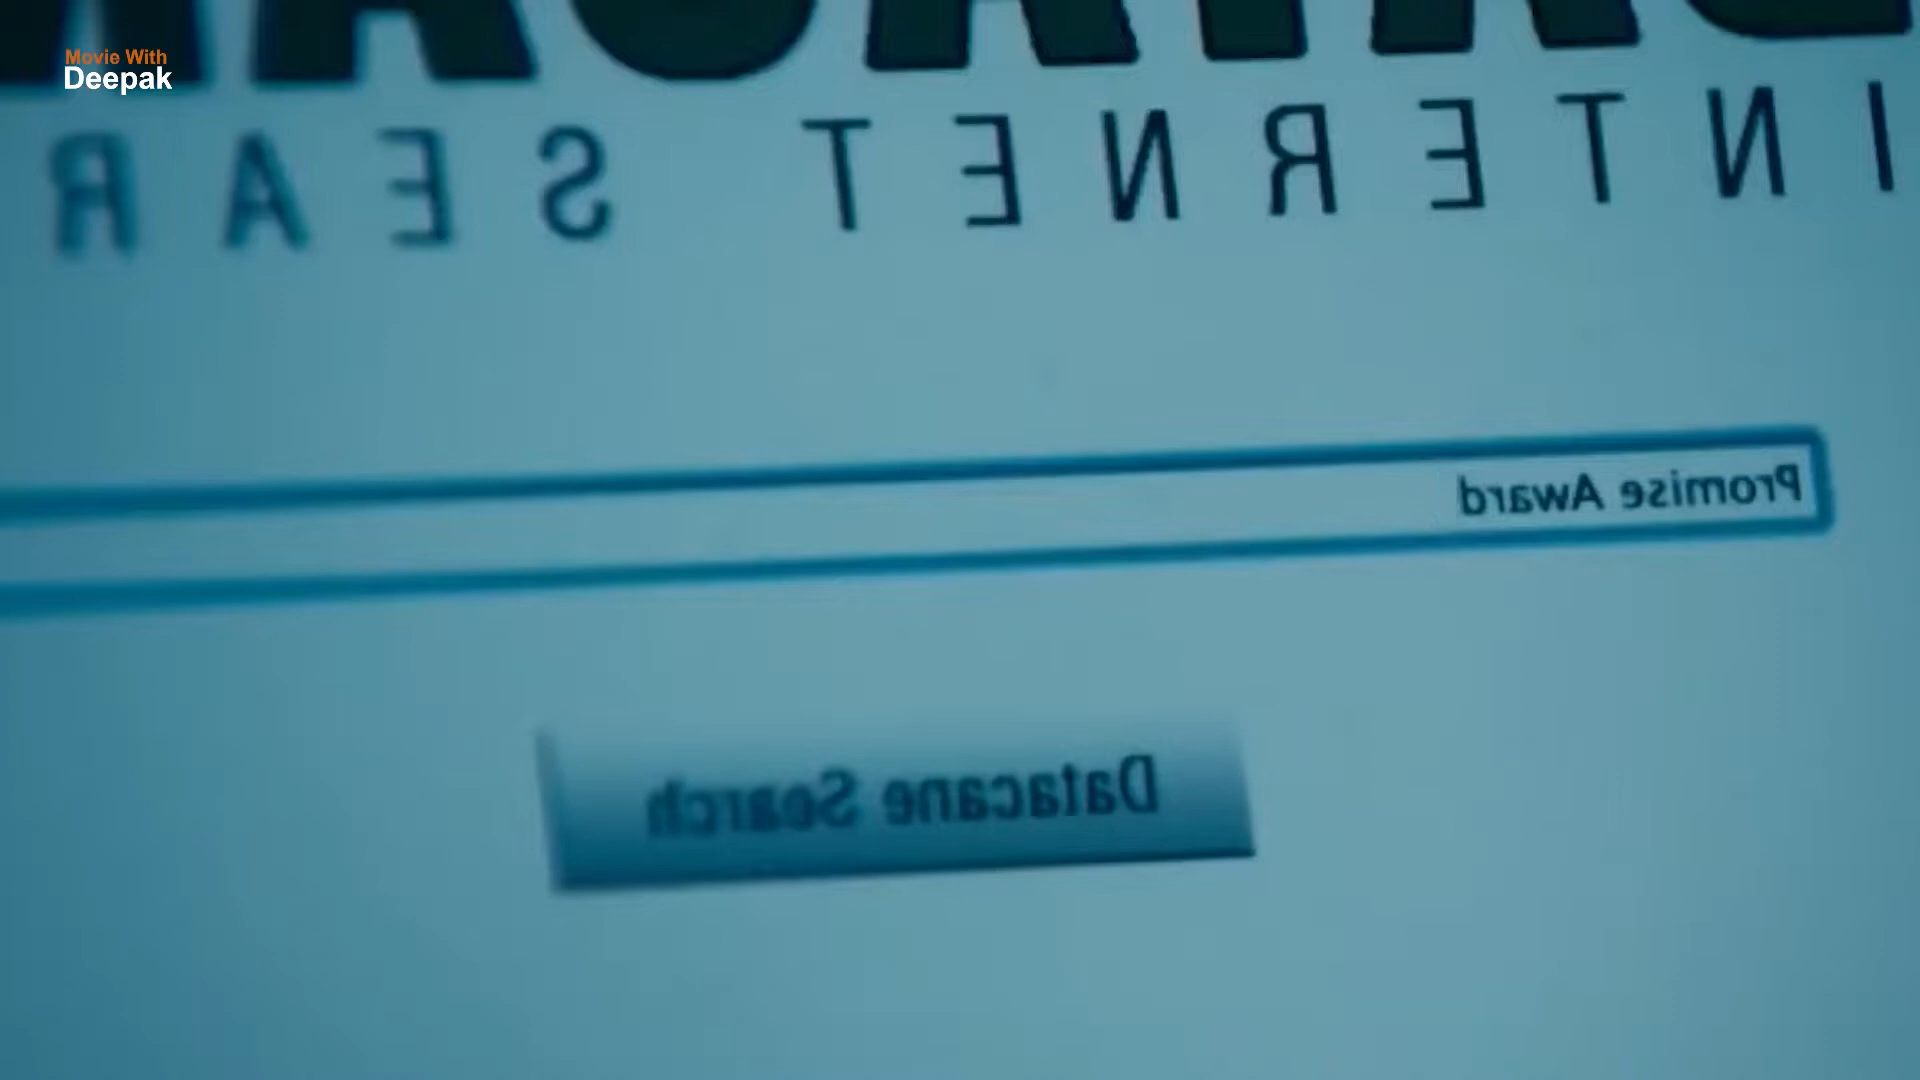 Movie With
Deepak
INTERNET SEAR
Promise Award
Datacane Search